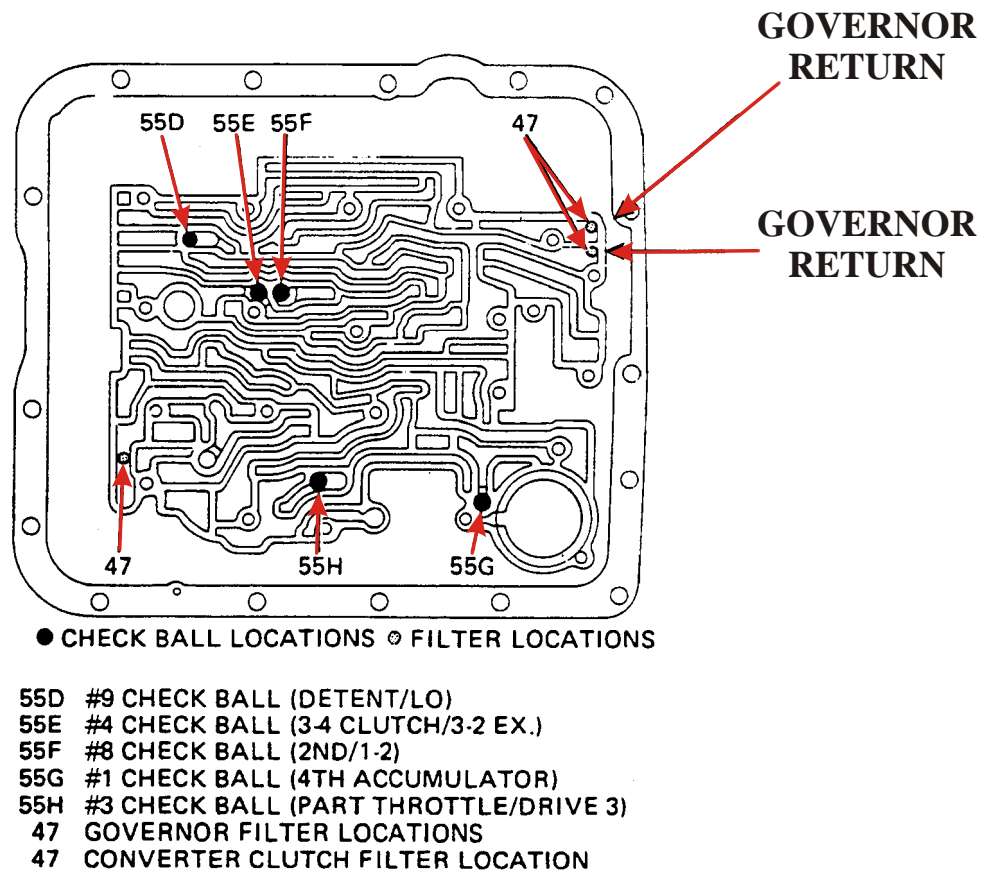 GOVERNOR
RETURN
55D 55E 55F 47
GOVERNOR
RETURN
47 55H 55G
CHECK BALL LOCATIONS FILTER LOCATIONS
55D #9 CHECK BALL (DETENT/LO)
55E #4 CHECK BALL (3-4 CLUTCH/3-2 EX.)
55F #8 CHECK BALL (2ND/1-2)
55G #1 CHECK BALL (4TH ACCUMULATOR)
55H #3 CHECK BALL (PART THROTTLE/DRIVE 3)
47 GOVERNOR FILTER LOCATIONS
47 CONVERTER CLUTCH FILTER LOCATION